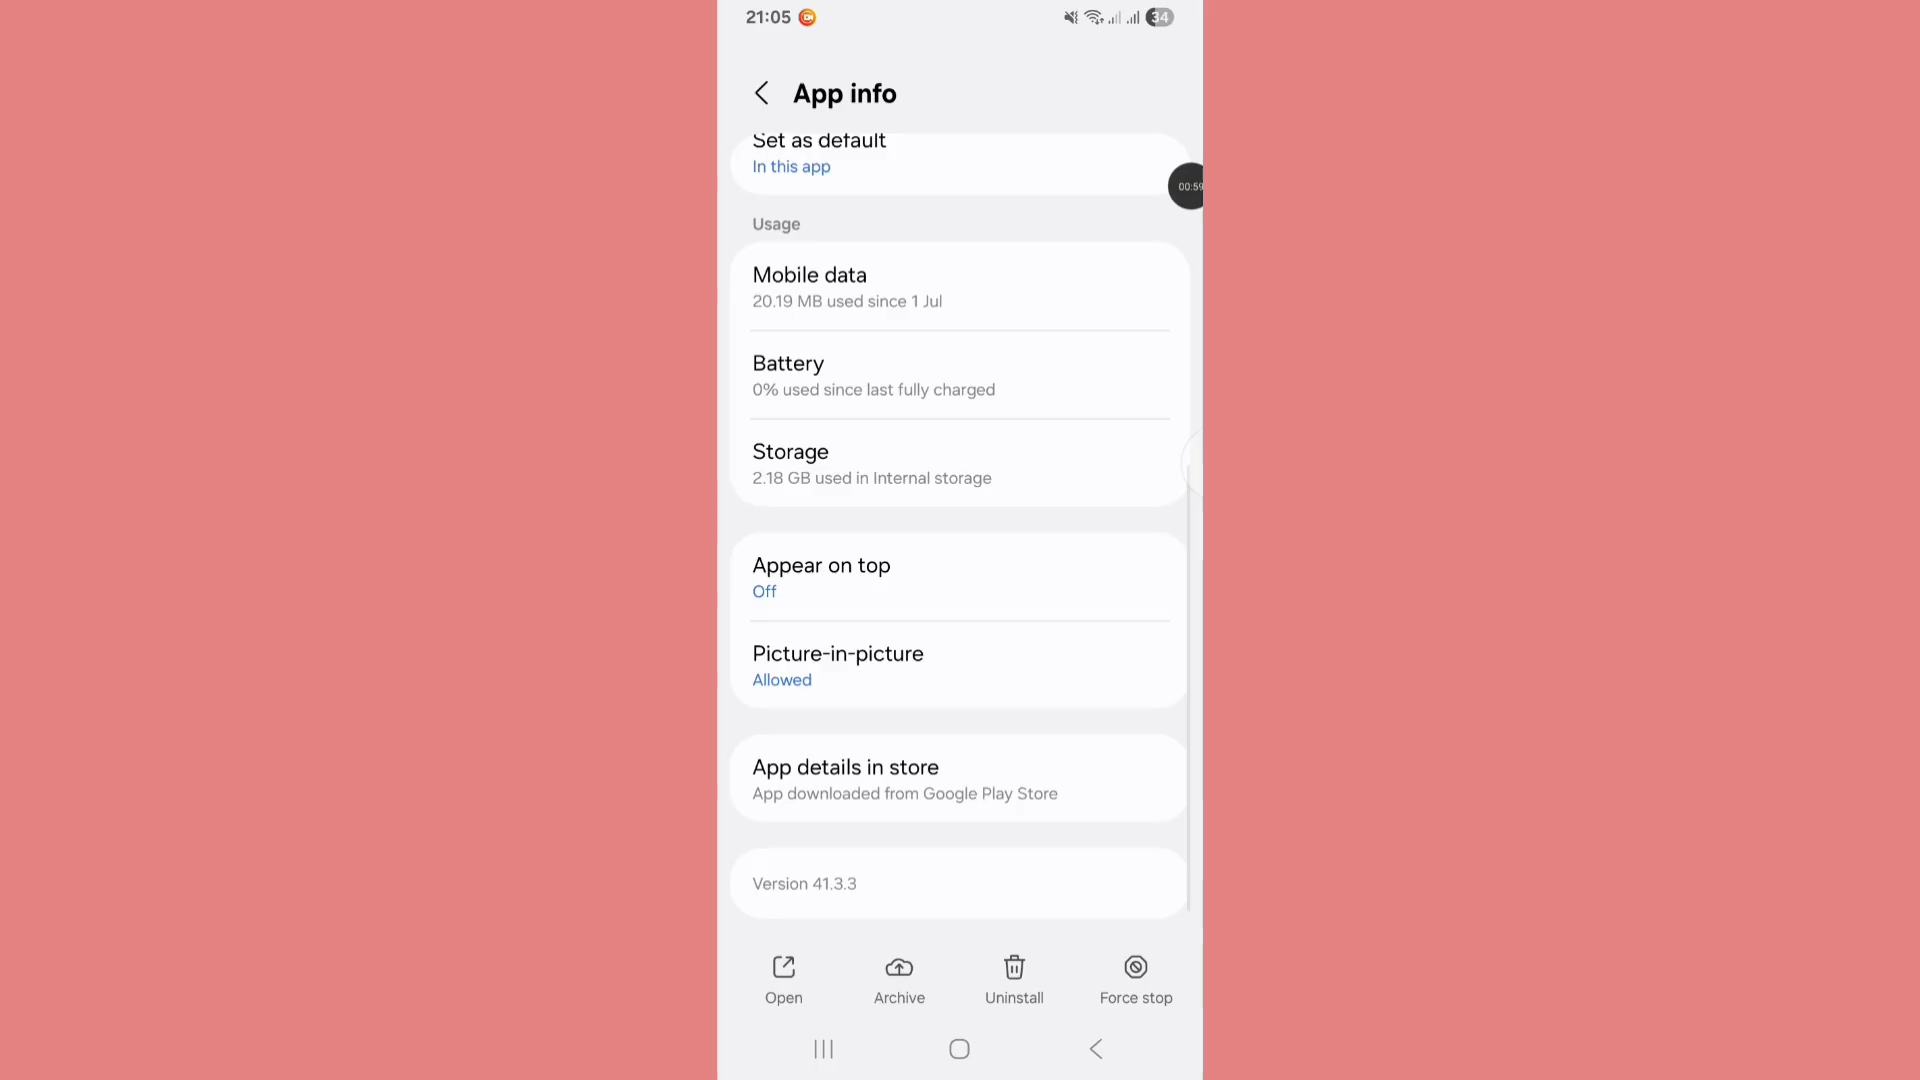 21:05
34
App info
Set as default
In this app
00:59
Usage
Mobile data
20.19 MB used since 1 Jul
Battery
0% used since last fully charged
Storage
2.18 GB used in Internal storage
Appear on top
Off
Picture-in-picture
Allowed
App details in store
App downloaded from Google Play Store
Version 41.3.3
Open Archive Uninstall Force stop